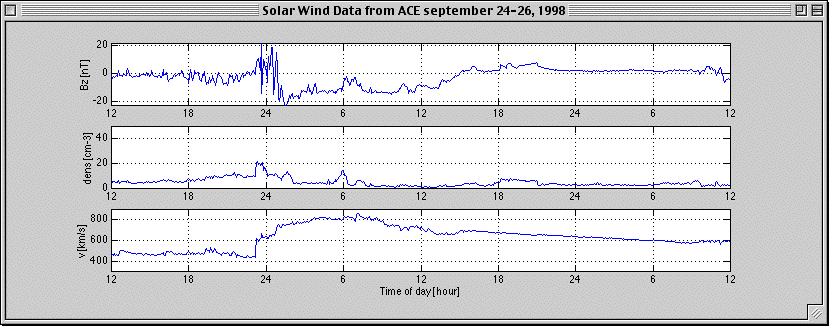 Solar Wind Data from ACE september 24-26, 1998
20
0
-20
Bz [nT]
12 18 24 6 12 18 24 6 12
40
20
0
dens [cm-3]
12 18 24 6 12 18 24 6 12
800
600
400
v [km/s]
12 18 24 6 12 18 24 6 12
Time of day [hour]